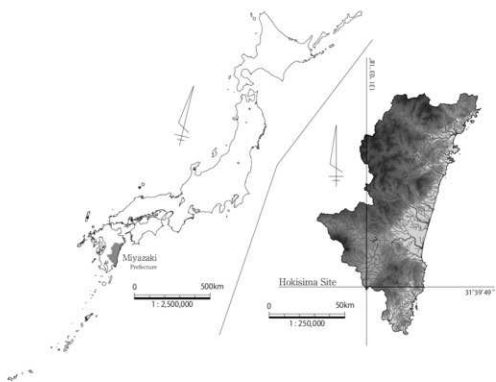 131°03′18″
Miyazaki
Prefecture
0 500km
1 : 2,500,000
Hokisima Site
0 50km
1 : 250,000
31°39′49″